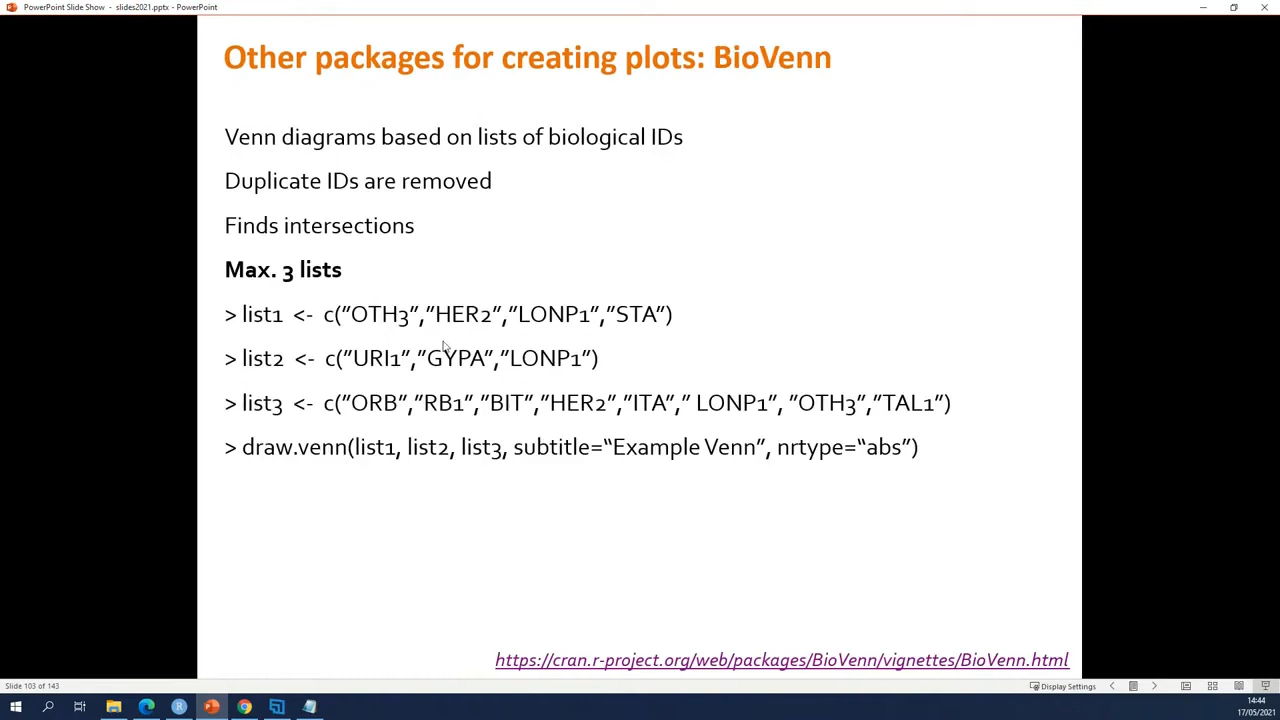 PowerPoint Slide Show - slides2021.pptx - PowerPoint
Other packages for creating plots: BioVenn
Venn diagrams based on lists of biological IDs
Duplicate IDs are removed
Finds intersections
Max. 3 lists
> list1 <- c(”OTH3”,”HER2”,”LONP1”,”STA”)
> list2 <- c(”URI1”,”GYPA”,”LONP1”)
> list3 <- c(”ORB”,”RB1”,”BIT”,”HER2”,”ITA”,” LONP1”, ”OTH3”,”TAL1”)
> draw.venn(list1, list2, list3, subtitle=“Example Venn”, nrtype=“abs”)
https://cran.r-project.org/web/packages/BioVenn/vignettes/BioVenn.html
Slide 103 of 143
Display Settings
14:44
17/05/2021